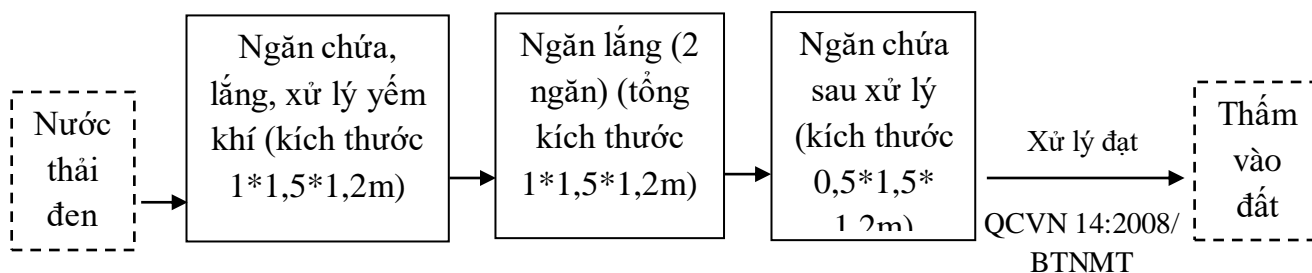 Nước
thải
đen
Ngăn chứa,
lắng, xử lý yếm
khí (kích thước
1*1,5*1,2m)
Ngăn lắng (2
ngăn) (tổng
kích thước
1*1,5*1,2m)
Ngăn chứa
sau xử lý
(kích thước
0,5*1,5*
1,2m)
Xử lý đạt
QCVN 14:2008/
BTNMT
Thấm
vào
đất